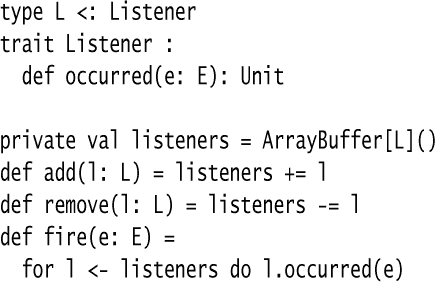 type L <: Listener
trait Listener :
  def occurred(e: E): Unit

private val listeners = ArrayBuffer[L]()
def add(l: L) = listeners += l
def remove(l: L) = listeners -= l
def fire(e: E) =
  for l <- listeners do l.occurred(e)